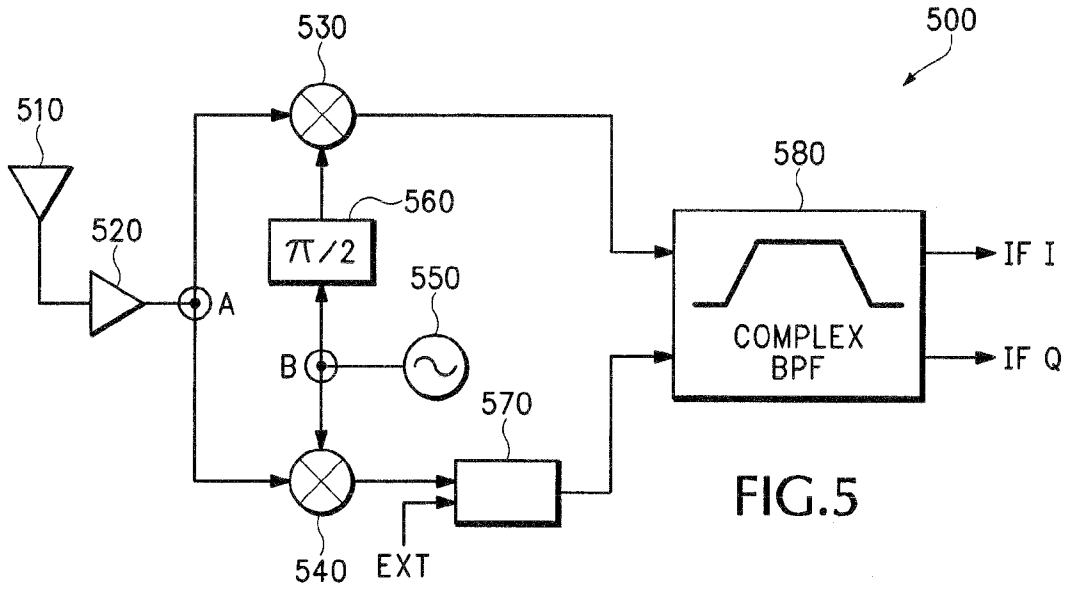 530
500
510
580
560
520
π/2
550
A
IF I
COMPLEX
BPF
B
IF Q
570
FIG.5
540
EXT